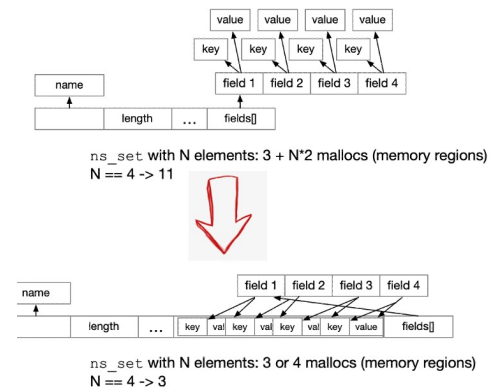 value value value value
key key key key
name
field 1 field 2 field 3 field 4
length ... fields[]
ns_set with N elements: 3 + N*2 mallocs (memory regions)
N == 4 -> 11
field 1 field 2 field 3 field 4
name
length ... key val key val key val key value fields[]
ns_set with N elements: 3 or 4 mallocs (memory regions)
N == 4 -> 3